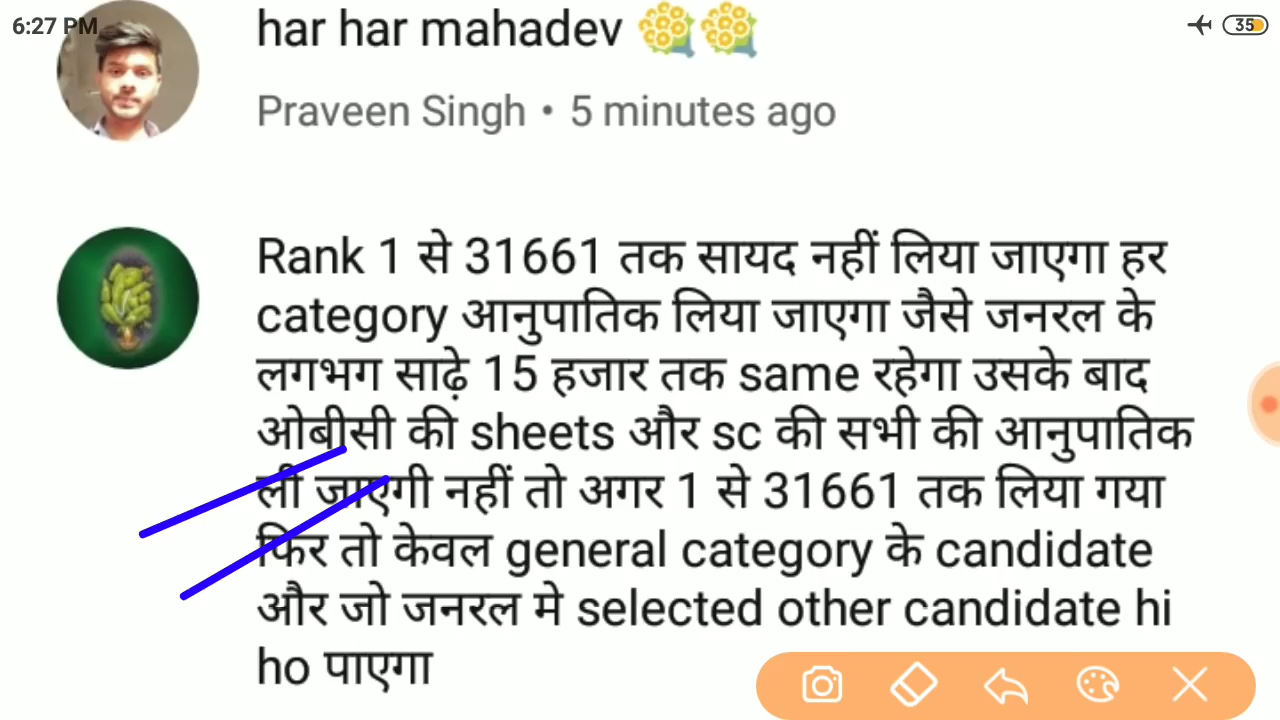 6:27 PM
35
har har mahadev 💐💐
Praveen Singh • 5 minutes ago
Rank 1 से 31661 तक सायद नहीं लिया जाएगा हर
category आनुपातिक लिया जाएगा जैसे जनरल के
लगभग साढ़े 15 हजार तक same रहेगा उसके बाद
ओबीसी की sheets और sc की सभी की आनुपातिक
ली जाएगी नहीं तो अगर 1 से 31661 तक लिया गया
फिर तो केवल general category के candidate
और जो जनरल मे selected other candidate hi
ho पाएगा